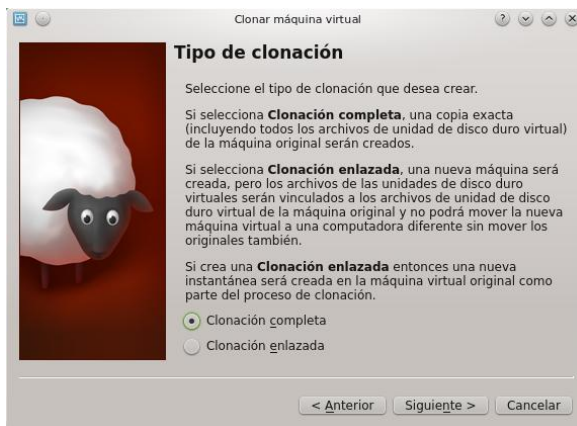 Clonar máquina virtual
Tipo de clonación
Seleccione el tipo de clonación que desea crear.
Si selecciona Clonación completa, una copia exacta
(incluyendo todos los archivos de unidad de disco duro virtual)
de la máquina original serán creados.
Si selecciona Clonación enlazada, una nueva máquina será
creada, pero los archivos de las unidades de disco duro
virtuales serán vinculados a los archivos de unidad de disco
duro virtual de la máquina original y no podrá mover la nueva
máquina virtual a una computadora diferente sin mover los
originales también.
Si crea una Clonación enlazada entonces una nueva
instantánea será creada en la máquina virtual original como
parte del proceso de clonación.
Clonación completa
Clonación enlazada
< Anterior Siguiente > Cancelar